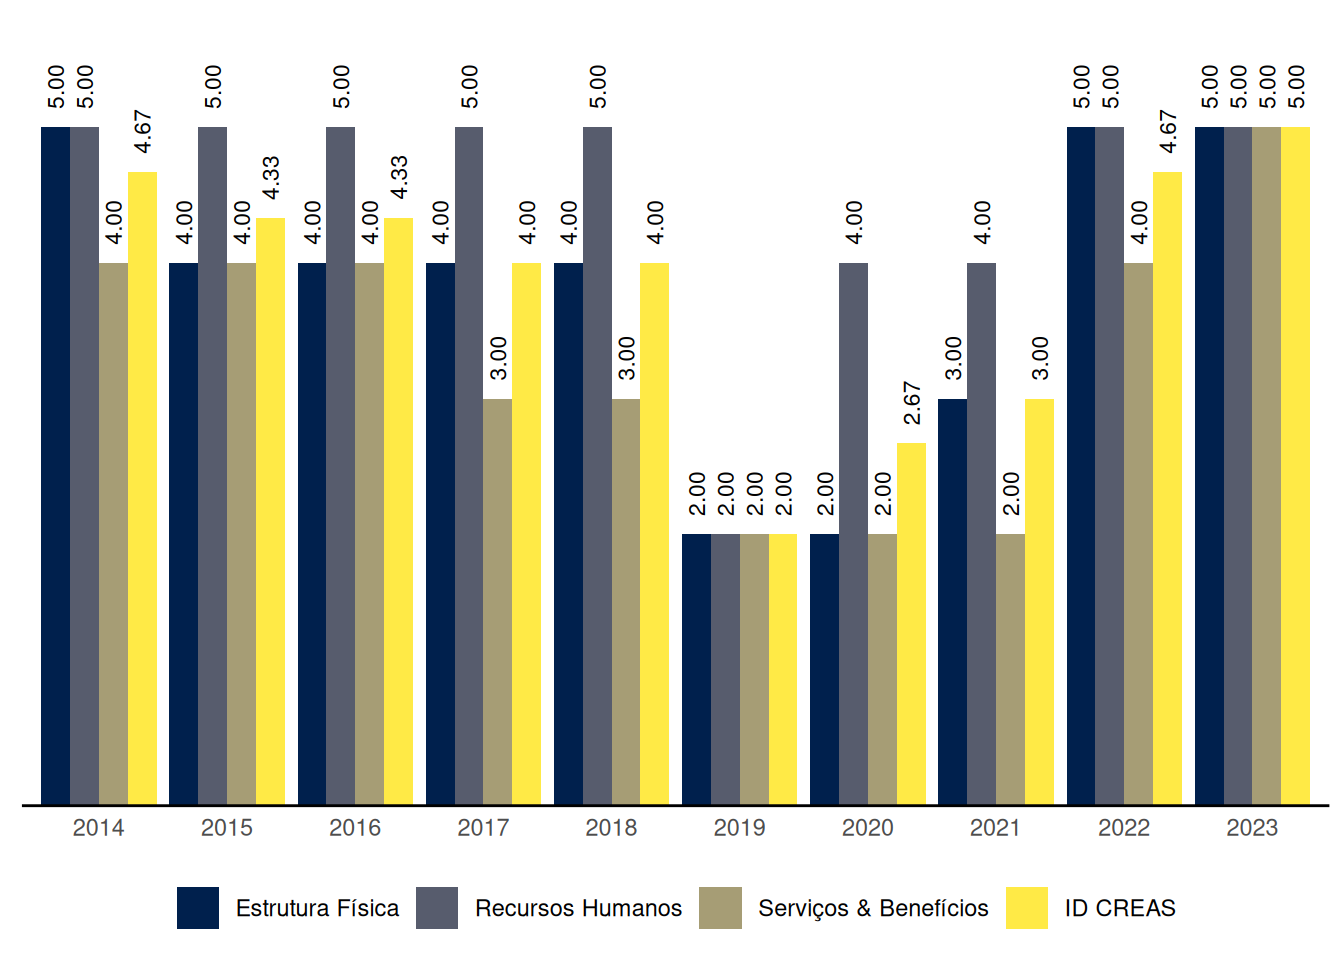 5.00 5.00 4.00 4.67
4.00 5.00 4.00 4.33
4.00 5.00 4.00 4.33
4.00 5.00 3.00 4.00
4.00 5.00 3.00 4.00
2.00 2.00 2.00 2.00
2.00 4.00 2.00 2.67
3.00 4.00 2.00 3.00
5.00 5.00 4.00 4.67
5.00 5.00 5.00 5.00
2014 2015 2016 2017 2018 2019 2020 2021 2022 2023
Estrutura Física Recursos Humanos Serviços & Benefícios ID CREAS